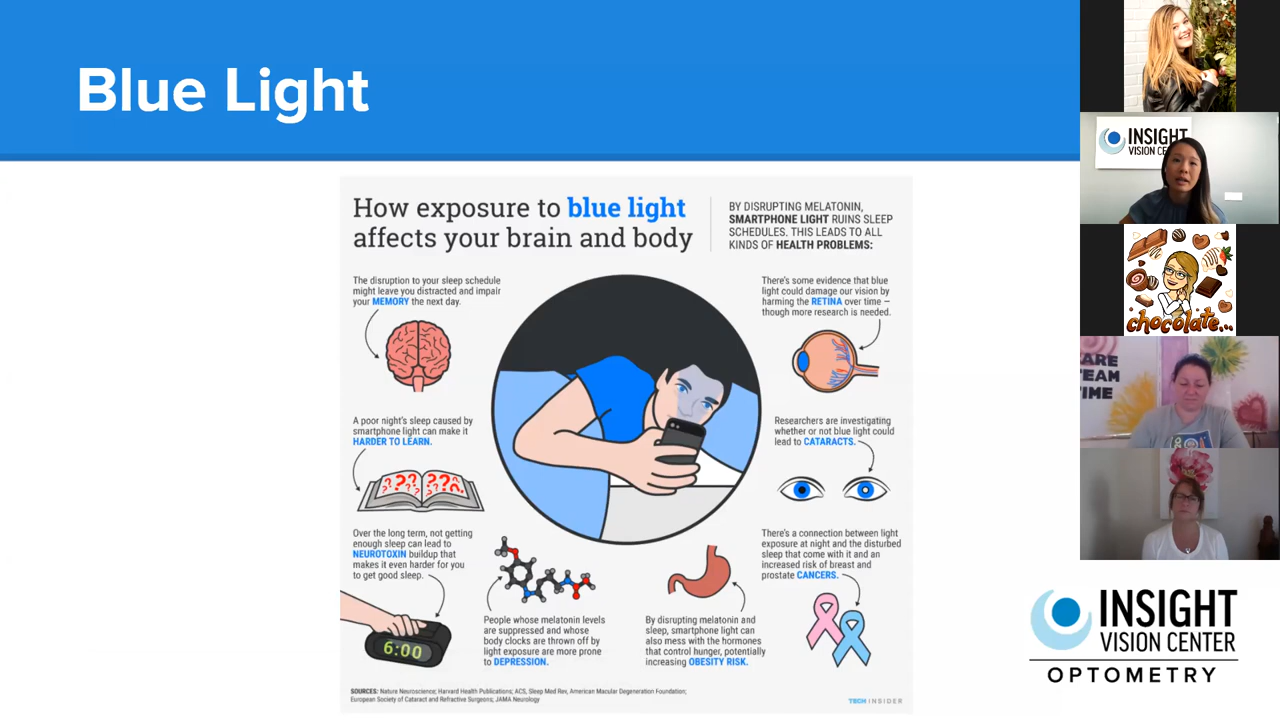 Blue Light
How exposure to blue light
affects your brain and body
BY DISRUPTING MELATONIN,
SMARTPHONE LIGHT RUINS SLEEP
SCHEDULES. THIS LEADS TO ALL
KINDS OF HEALTH PROBLEMS:
The disruption to your sleep schedule
might leave you distracted and impair
your MEMORY the next day.
There's some evidence that blue
light could damage our vision by
harming the RETINA over time –
though more research is needed.
A poor night's sleep caused by
smartphone light can make it
HARDER TO LEARN.
Researchers are investigating
whether or not blue light could
lead to CATARACTS.
???
???
Over the long term, not getting
enough sleep can lead to
NEUROTOXIN buildup that
makes it even harder for you
to get good sleep.
6:00
People whose melatonin levels
are suppressed and whose
body clocks are thrown off by
light exposure are more prone
to DEPRESSION.
By disrupting melatonin and
sleep, smartphone light can
also mess with the hormones
that control hunger, potentially
increasing OBESITY RISK.
There's a connection between light
exposure at night and the disturbed
sleep that come with it and an
increased risk of breast and
prostate CANCERS.
SOURCES: Nature Neuroscience; Harvard Health Publications; ACS, Sleep Med Rev, American Macular Degeneration Foundation;
European Society of Cataract and Refractive Surgeons; JAMA Neurology
TECH INSIDER
INSIGHT
VISION CE
chocolate...
CARE
TEAM
TIME
INSIGHT
VISION CENTER
OPTOMETRY